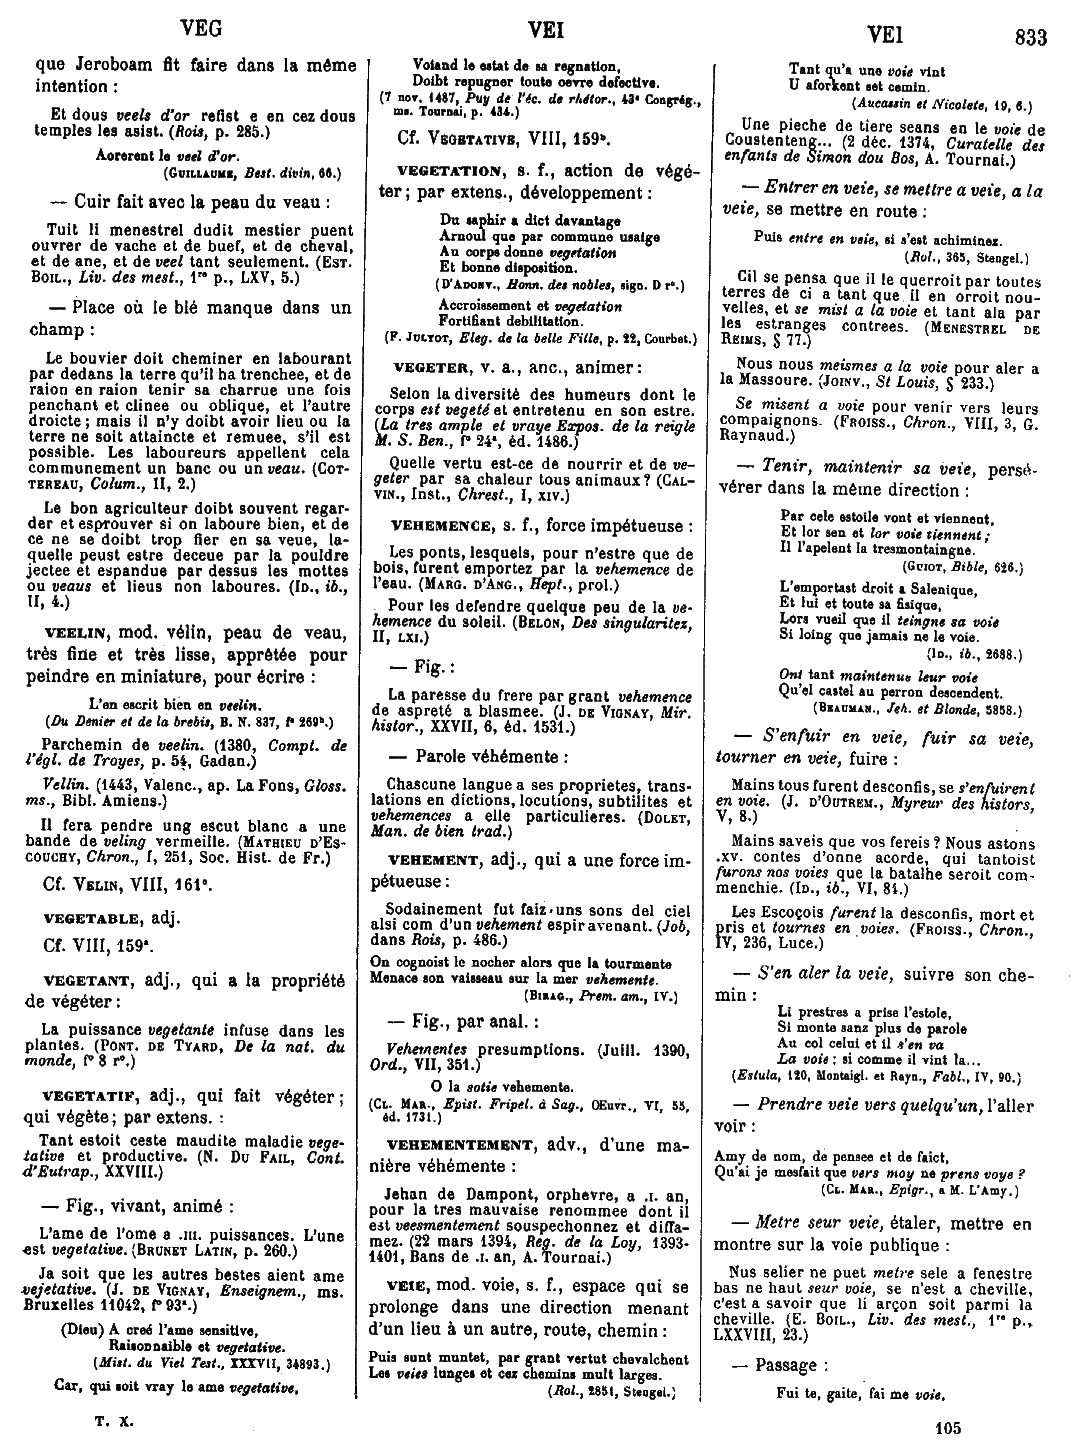 VEG
VEI
VEI
833
que Jeroboam fit faire dans la même
intention :
Et dous veels d'or refist e en cez dous
temples les asist. (Rois, p. 285.)
Aorerent le veel d'or.
(GUILLAUME, Best. divin, 66.)
— Cuir fait avec la peau du veau :
Tuit li menestrel dudit mestier puent
ouvrer de vache et de buef, et de cheval,
et de ane, et de veel tant seulement. (EST.
BOIL., Liv. des mest., 1re p., LXV, 5.)
— Place où le blé manque dans un
champ :
Le bouvier doit cheminer en labourant
par dedans la terre qu'il ha trenchee, et de
raion en raion tenir sa charrue une fois
penchant et clinee ou oblique, et l'autre
droicte ; mais il n'y doibt avoir lieu ou la
terre ne soit attaincte et remuee, s'il est
possible. Les laboureurs appellent cela
communement un banc ou un veau. (COT-
TEREAU, Colum., II, 2.)
Le bon agriculteur doibt souvent regar-
der et esprouver si on laboure bien, et de
ce ne se doibt trop fier en sa veue, la-
quelle peust estre deceue par la pouldre
jectee et espandue par dessus les mottes
ou veaus et lieus non laboures. (ID., ib.,
II, 4.)
VEELIN, mod. vélin, peau de veau,
très fine et très lisse, apprêtée pour
peindre en miniature, pour écrire :
L'en escrit bien en veelin.
(Du Denier et de la brebis, B. N. 837, f° 269b.)
Parchemin de veelin. (1380, Compt. de
l'égl. de Troyes, p. 54, Gadan.)
Vellin. (1443, Valenc., ap. La Fons, Gloss.
ms., Bibl. Amiens.)
Il fera pendre ung escut blanc a une
bande de veling vermeille. (MATHIEU D'ES-
COUCHY, Chron., I, 251, Soc. Hist. de Fr.)
Cf. VELIN, VIII, 161c.
VEGETABLE, adj.
Cf. VIII, 159a.
VEGETANT, adj., qui a la propriété
de végéter :
La puissance vegetante infuse dans les
plantes. (PONT. DE TYARD, De la nat. du
monde, f° 8 r°.)
VEGETATIF, adj., qui fait végéter ;
qui végète ; par extens. :
Tant estoit ceste maudite maladie vege-
tative et productive. (N. DU FAIL, Cont.
d'Eutrap., XXVIII.)
— Fig., vivant, animé :
L'ame de l'ome a .III. puissances. L'une
est vegetative. (BRUNET LATIN, p. 260.)
Ja soit que les autres bestes aient ame
vejetative. (J. DE VIGNAY, Enseignem., ms.
Bruxelles 11042, f° 93a.)
(Dieu) A creé l'ame sensitive,
Raisonnaible et vegetative.
(Mist. du Viel Test., XXXVII, 34893.)
Car, qui soit vray le ame vegetative,
T. X.
Voiand le estat de sa regnation,
Doibt repugner toute oevre defective.
(7 nov. 1487, Puy de l'éc. de rhétor., 43e Congrég.,
ms. Tournai, p. 434.)
Cf. VEGETATIVE, VIII, 159b.
VEGETATION, s. f., action de végé-
ter ; par extens., développement :
Du saphir a dict davantage
Arnoul que par commune usaige
Au corps donne vegetation
Et bonne disposition.
(D'ADONY., Honn. des nobles, sign. D r°.)
Accroissement et vegetation
Fortifiant debilitation.
(F. JULYOT, Eleg. de la belle Fille, p. 22, Courbet.)
VEGETER, v. a., anc., animer :
Selon la diversité des humeurs dont le
corps est vegeté et entretenu en son estre.
(La tres ample et vraye Expos. de la reigle
M. S. Ben., f° 24a, éd. 1486.)
Quelle vertu est-ce de nourrir et de ve-
geter par sa chaleur tous animaux ? (CAL-
VIN., Inst., Chrest., I, XIV.)
VEHEMENCE, s. f., force impétueuse :
Les ponts, lesquels, pour n'estre que de
bois, furent emportez par la vehemence de
l'eau. (MARG. D'ANG., Hept., prol.)
Pour les defendre quelque peu de la ve-
hemence du soleil. (BELON, Des singularitez,
II, LXI.)
— Fig. :
La paresse du frere par grant vehemence
de aspreté a blasmee. (J. DE VIGNAY, Mir.
histor., XXVII, 6, éd. 1531.)
— Parole véhémente :
Chascune langue a ses proprietes, trans-
lations en dictions, locutions, subtilites et
vehemences a elle particulieres. (DOLET,
Man. de bien trad.)
VEHEMENT, adj., qui a une force im-
pétueuse :
Sodainement fut faiz uns sons del ciel
alsi com d'un vehement espir avenant. (Job,
dans Rois, p. 486.)
On cognoist le nocher alors que la tourmente
Menace son vaisseau sur la mer vehemente.
(BIRAG., Prem. am., IV.)
— Fig., par anal. :
Vehementes presumptions. (Juill. 1390,
Ord., VII, 351.)
O la sotie vehemente.
(CL. MAR., Epist. Fripel. à Sag., Œuvr., VI, 55,
éd. 1731.)
VEHEMENTEMENT, adv., d'une ma-
nière véhémente :
Jehan de Dampont, orphevre, a .I. an,
pour la tres mauvaise renommee dont il
est veesmentement souspechonnez et diffa-
mez. (22 mars 1394, Reg. de la Loy, 1393-
1401, Bans de .I. an, A. Tournai.)
VEIE, mod. voie, s. f., espace qui se
prolonge dans une direction menant
d'un lieu à un autre, route, chemin :
Puis sunt muntet, par grant vertut chevalchent
Les veies lunges et cez chemins mult larges.
(Rol., 2851, Stengel.)
Tant qu'a une voie vint
U aforkent set cemin.
(Aucassin et Nicolete, 19, 6.)
Une pieche de tiere seans en le voie de
Coustenteng... (2 déc. 1374, Curatelle des
enfants de Simon dou Bos, A. Tournai.)
— Entrer en veie, se mettre a veie, a la
veie, se mettre en route :
Puis entre en veie, si s'est achiminez.
(Rol., 365, Stengel.)
Cil se pensa que il le querroit par toutes
terres de ci a tant que il en orroit nou-
velles, et se mist a la voie et tant ala par
les estranges contrees. (MENESTREL DE
REIMS, § 77.)
Nous nous meismes a la voie pour aler a
la Massoure. (JOINV., St Louis, § 233.)
Se misent a voie pour venir vers leurs
compaignons. (FROISS., Chron., VIII, 3, G.
Raynaud.)
— Tenir, maintenir sa veie, persé-
vérer dans la même direction :
Par cele estoile vont et viennent,
Et lor sen et lor voie tiennent ;
Il l'apelent la tresmontaingne.
(GUIOT, Bible, 626.)
L'emportast droit a Salenique,
Et lui et toute sa fisique,
Lors vueil que il teingne sa voie
Si loing que jamais ne le voie.
(ID., ib., 2688.)
Ont tant maintenue leur voie
Qu'el castel au perron descendent.
(BEAUMAN., Jeh. et Blonde, 5858.)
— S'enfuir en veie, fuir sa veie,
tourner en veie, fuire :
Mains tous furent desconfis, se s'enfuirent
en voie. (J. D'OUTREM., Myreur des histors,
V, 8.)
Mains saveis que vos fereis ? Nous astons
.XV. contes d'onne acorde, qui tantoist
furons nos voies que la batalhe seroit com-
menchie. (ID., ib., VI, 84.)
Les Escoçois furent la desconfis, mort et
pris et tournes en voies. (FROISS., Chron.,
IV, 236, Luce.)
— S'en aler la veie, suivre son che-
min :
Li prestres a prise l'estole,
Si monte sanz plus de parole
Au col celui et il s'en va
La voie : si comme il vint la...
(Estula, 120, Montaigl. et Rayn., Fabl., IV, 90.)
— Prendre veie vers quelqu'un, l'aller
voir :
Amy de nom, de pensee et de faict,
Qu'ai je mesfait que vers moy ne prens voye ?
(CL. MAR., Epigr., a M. L'Amy.)
— Metre seur veie, étaler, mettre en
montre sur la voie publique :
Nus selier ne puet metre sele a fenestre
bas ne haut seur voie, se n'est a cheville,
c'est a savoir que li arçon soit parmi la
cheville. (E. BOIL., Liv. des mest., 1re p.,
LXXVIII, 23.)
— Passage :
Fui te, gaite, fai me voie.
105